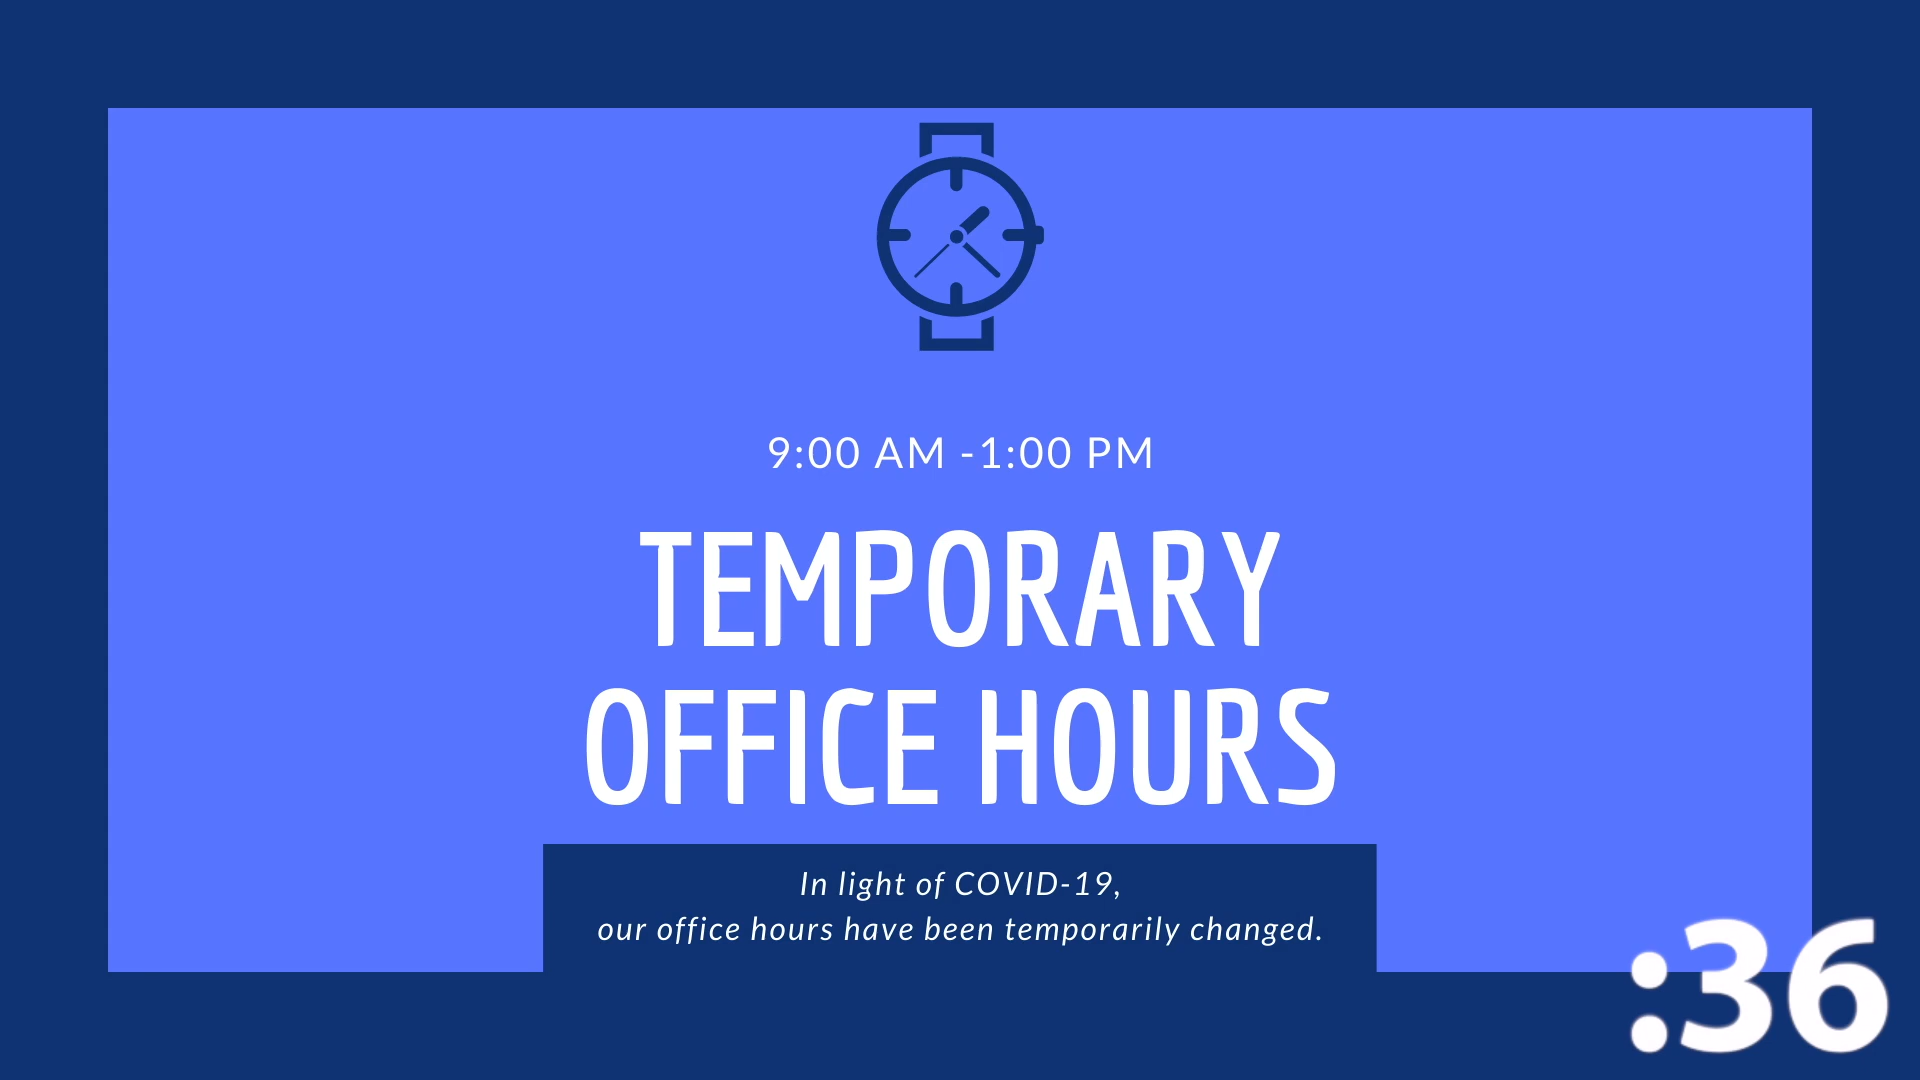 9:00 AM -1:00 PM
TEMPORARY
OFFICE HOURS
In light of COVID-19,
our office hours have been temporarily changed.
:36